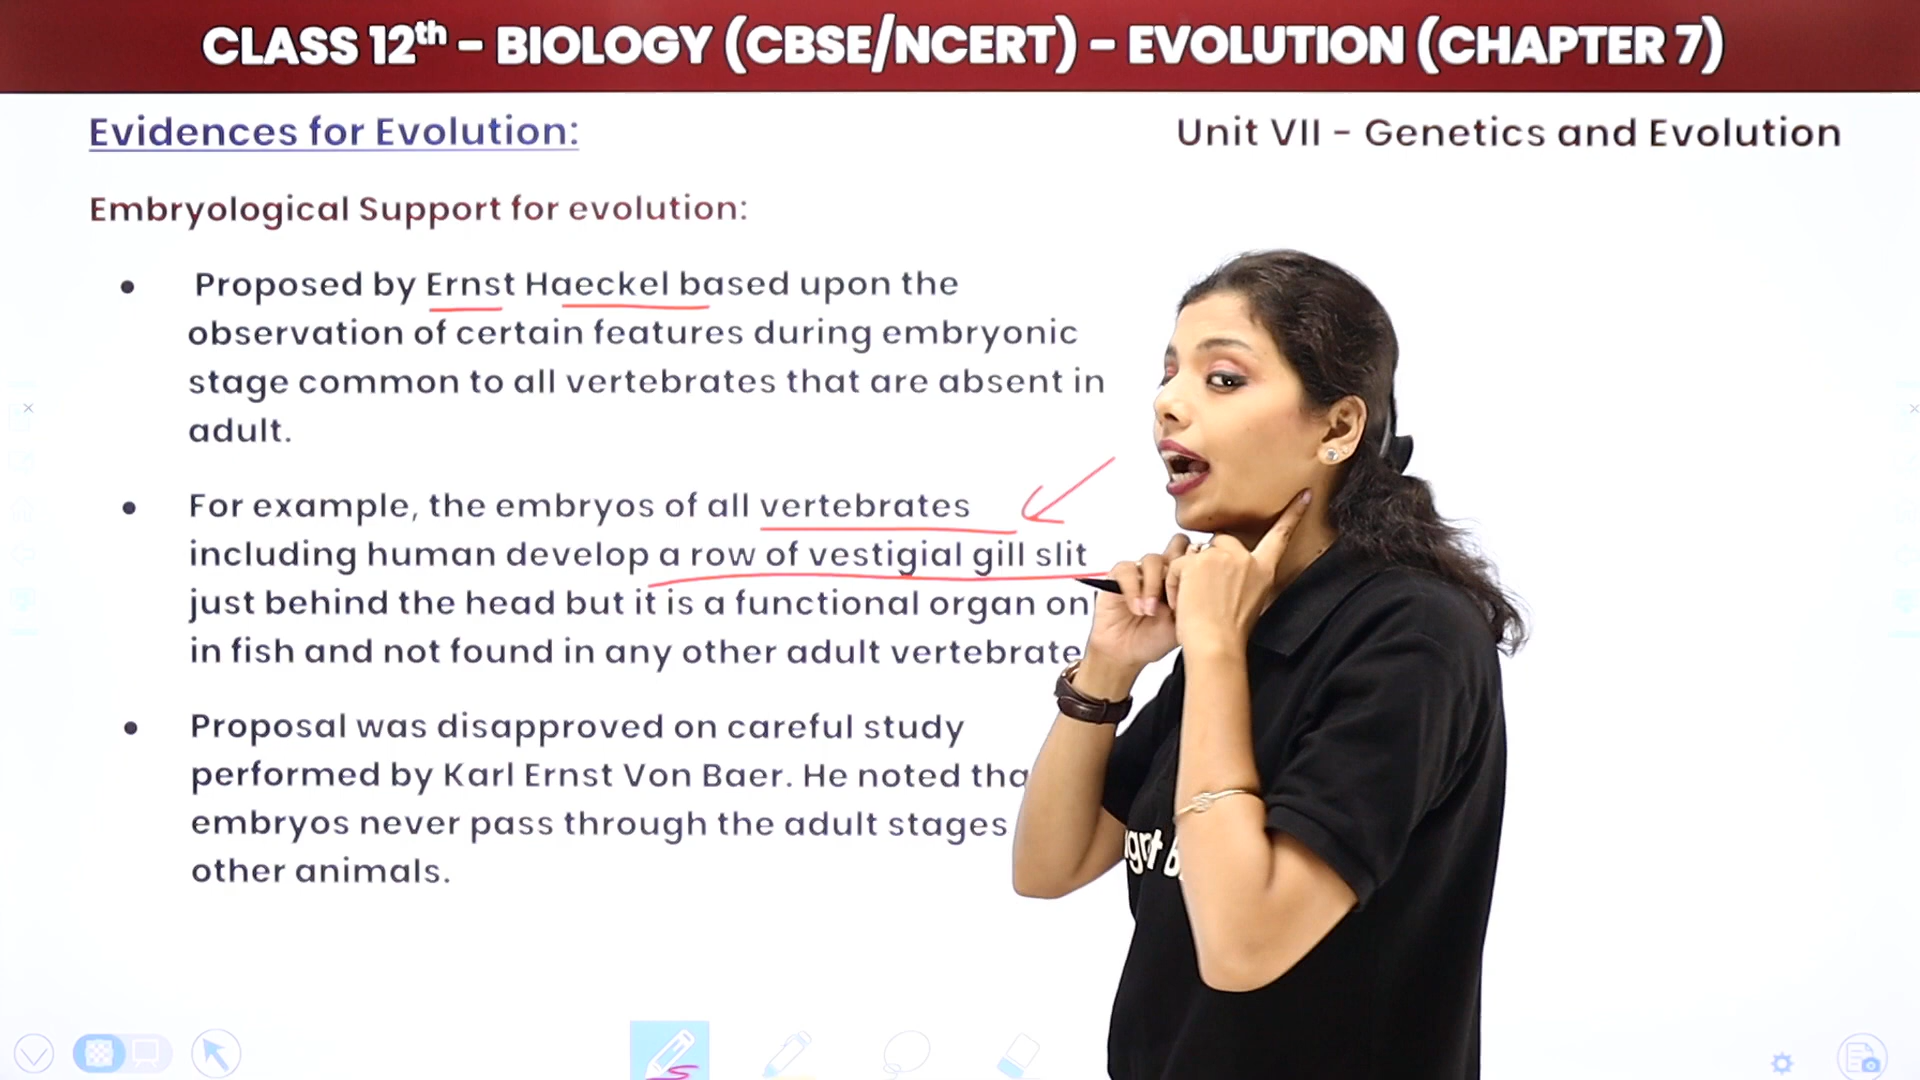 CLASS 12th - BIOLOGY (CBSE/NCERT) - EVOLUTION (CHAPTER 7)
Evidences for Evolution:
Unit VII - Genetics and Evolution
Embryological Support for evolution:
• Proposed by Ernst Haeckel based upon the
observation of certain features during embryonic
stage common to all vertebrates that are absent in
adult.
• For example, the embryos of all vertebrates
including human develop a row of vestigial gill slit
just behind the head but it is a functional organ
in fish and not found in any other adult vertebrate
• Proposal was disapproved on careful study
performed by Karl Ernst Von Baer. He noted
embryos never pass through the adult stages
other animals.